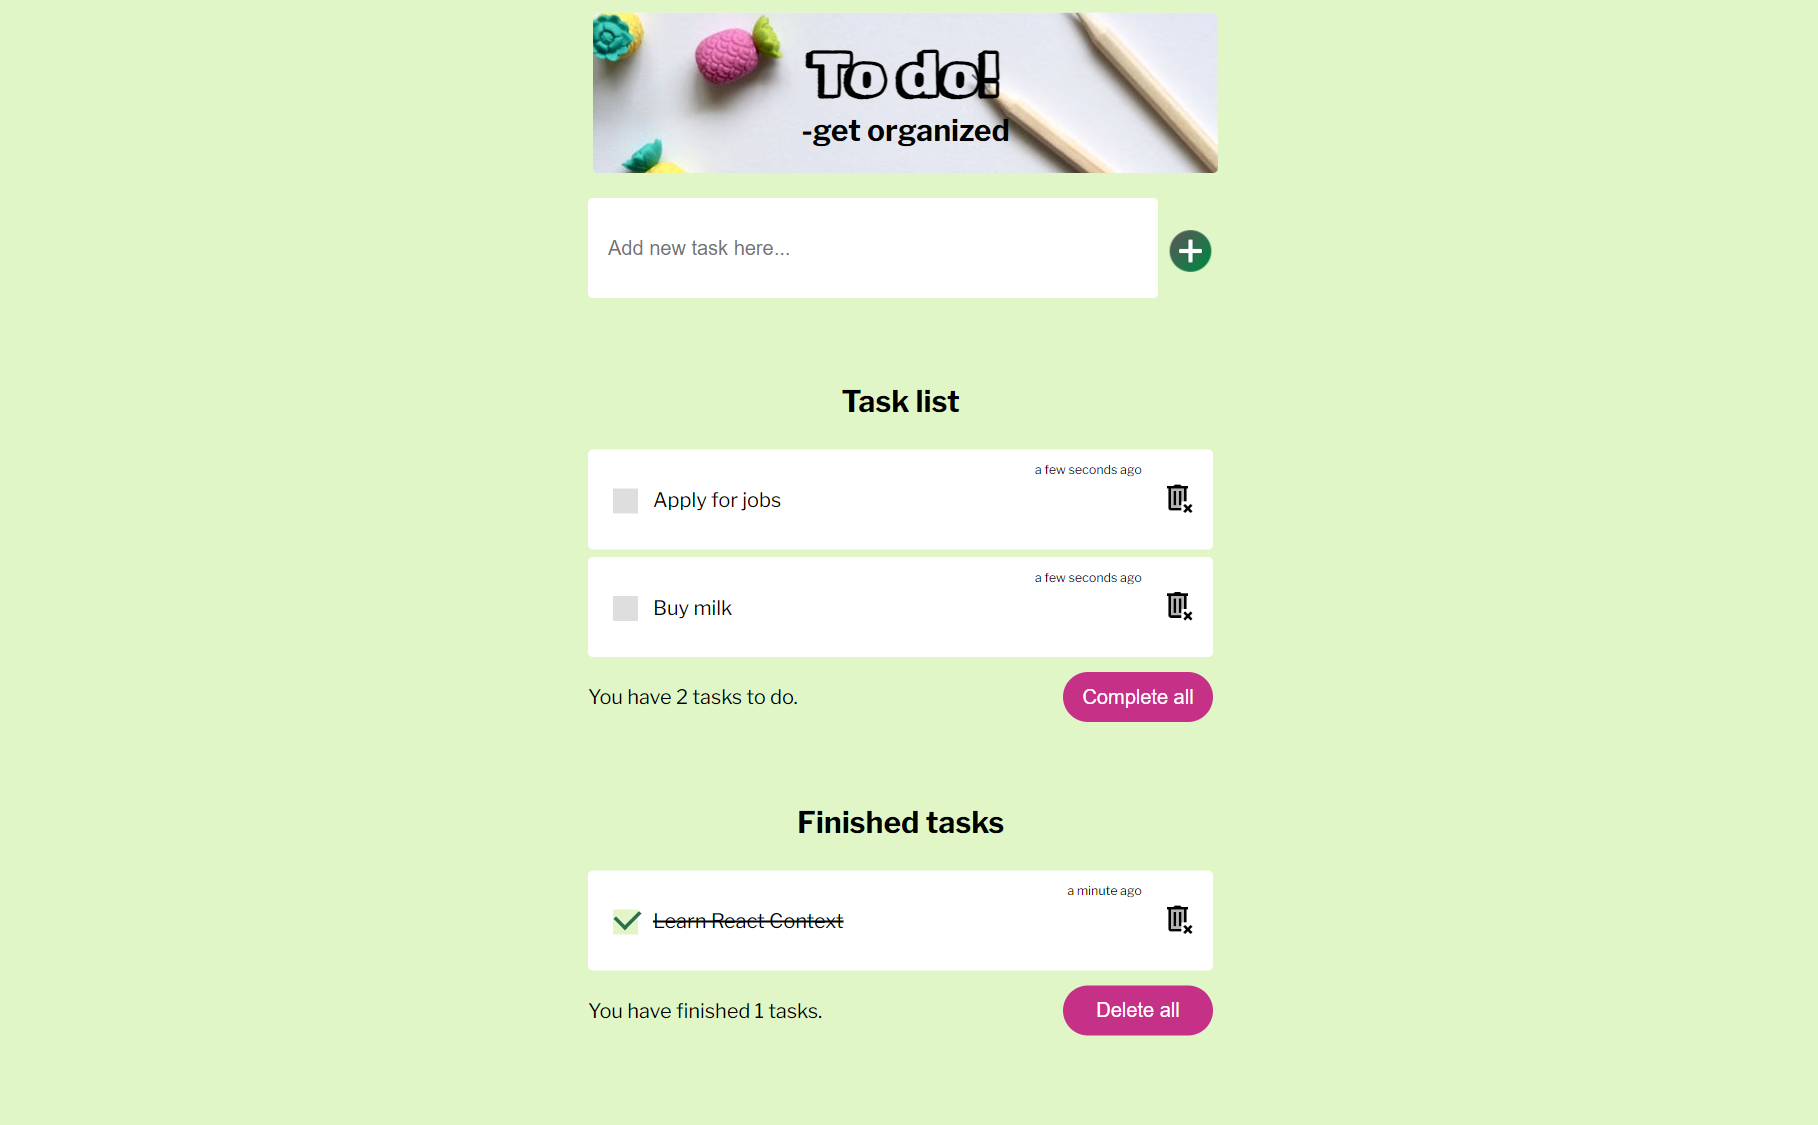 To do!
-get organized
Add new task here...
Task list
a few seconds ago
Apply for jobs
a few seconds ago
Buy milk
You have 2 tasks to do.
Complete all
Finished tasks
a minute ago
Learn React Context
You have finished 1 tasks.
Delete all